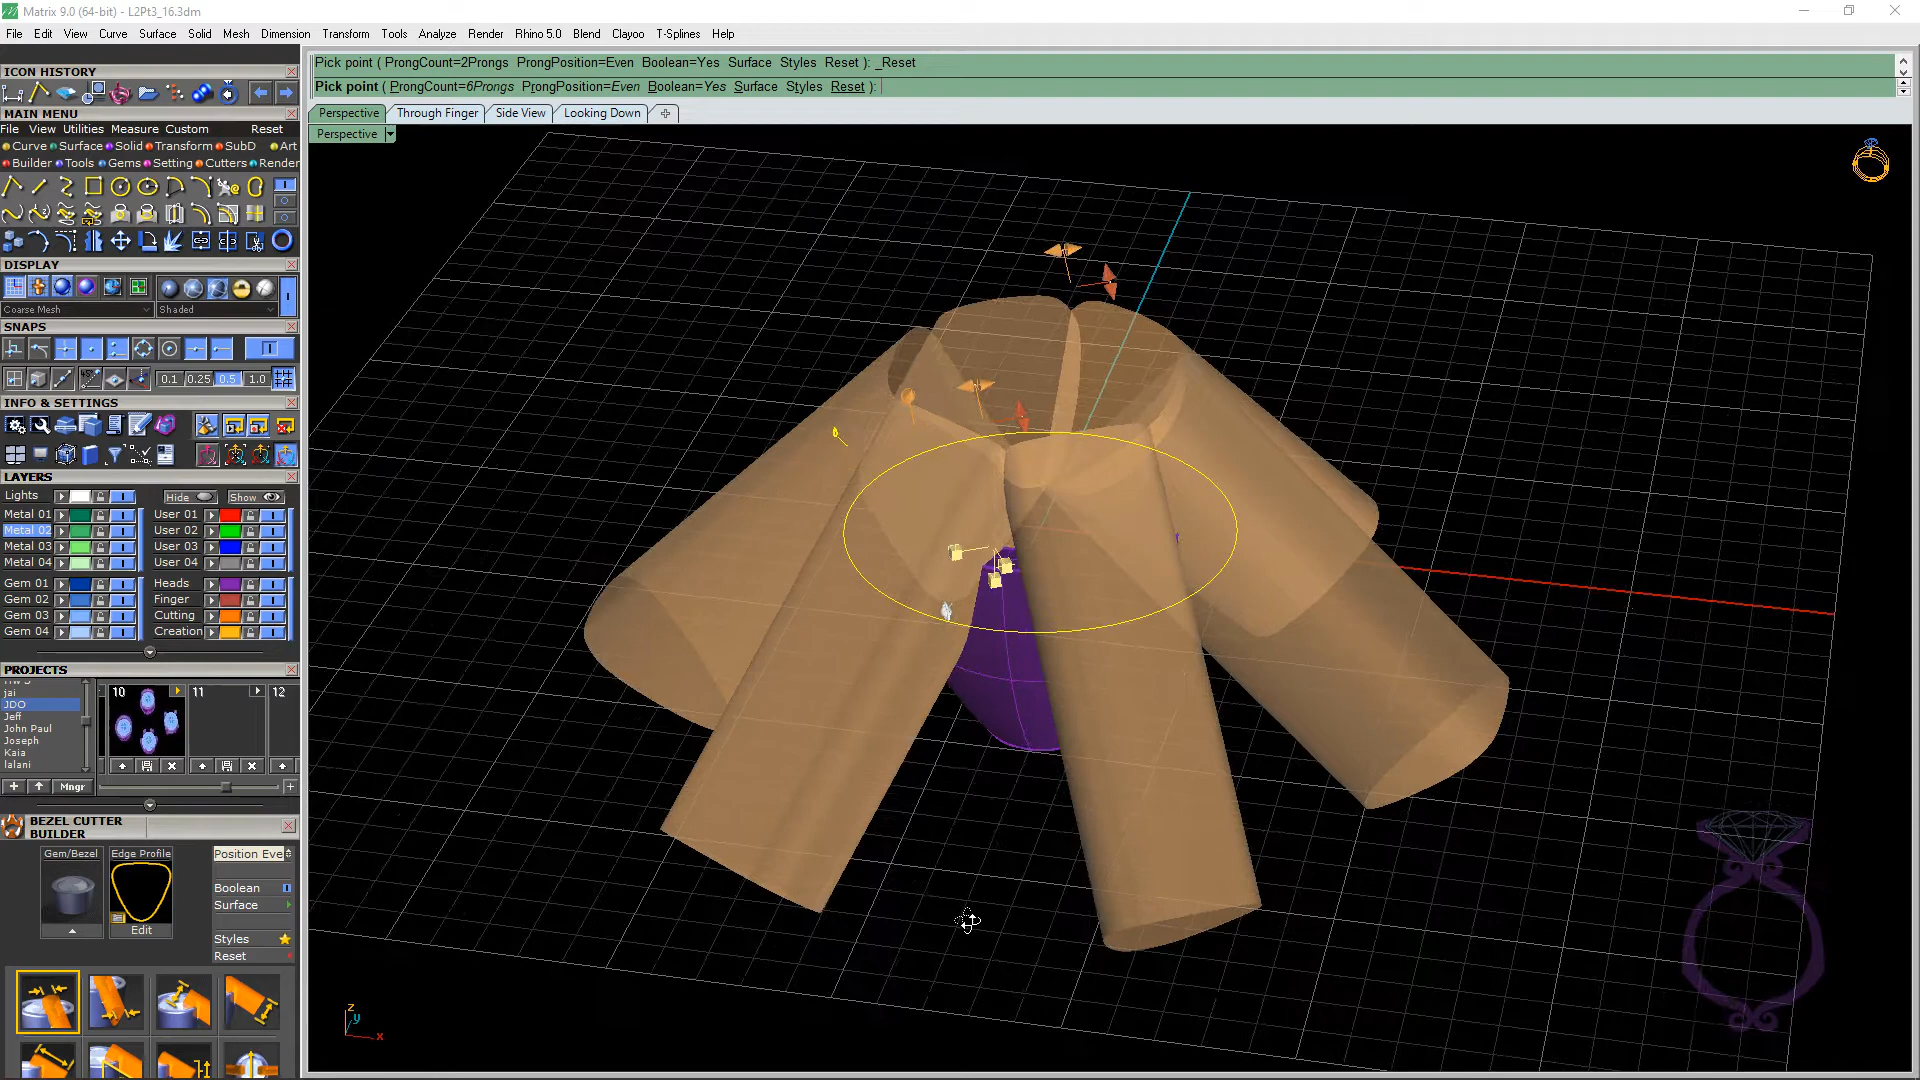 Matrix 9.0 (64-bit) - L2Pt3_16.3dm
File Edit View Curve Surface Solid Mesh Dimension Transform Tools Analyze Render Rhino 5.0 Blend Clayoo T-Splines Help
ICON HISTORY
Pick point ( ProngCount=2Prongs ProngPosition=Even Boolean=Yes Surface Styles Reset ): _Reset
Pick point ( ProngCount=6Prongs ProngPosition=Even Boolean=Yes Surface Styles Reset ):
MAIN MENU
Perspective Through Finger Side View Looking Down
File View Utilities Measure Custom Reset
Perspective
Curve Surface Solid Transform SubD Art
Builder Tools Gems Setting Cutters Render
DISPLAY
Coarse Mesh Shaded
SNAPS
0.1 0.25 0.5 1.0
INFO & SETTINGS
LAYERS
Lights Hide Show
Metal 01 User 01
Metal 02 User 02
Metal 03 User 03
Metal 04 User 04
Gem 01 Heads
Gem 02 Finger
Gem 03 Cutting
Gem 04 Creation
PROJECTS
jai
JDO
Jeff
John Paul
Joseph
Kaia
lalani
10 11 12
Mngr
BEZEL CUTTER BUILDER
Gem/Bezel Edge Profile Position Eve
Boolean
Surface
Edit
Styles
Reset
z
y
x